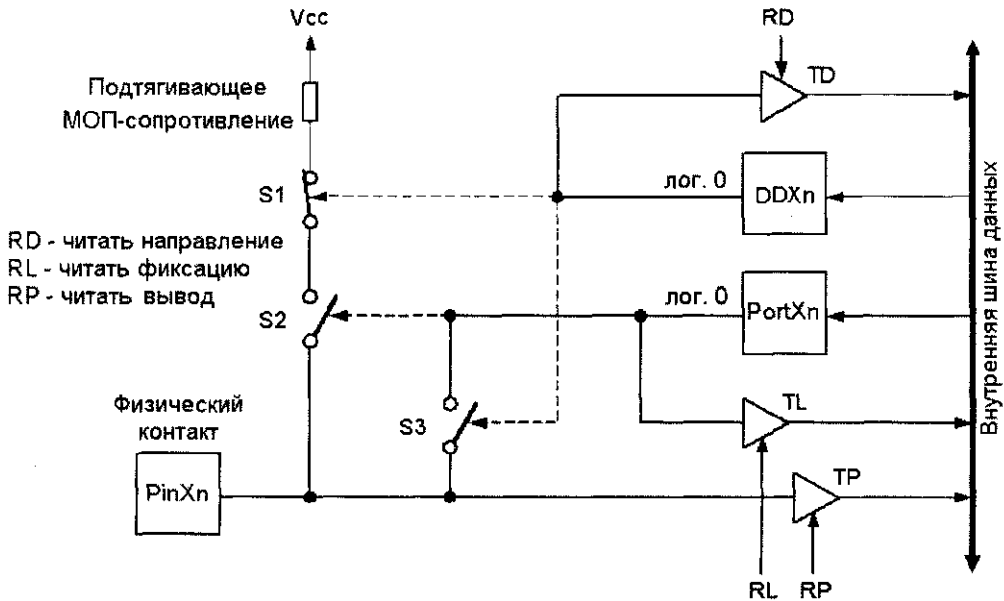 Vcc
RD
Подтягивающее
МОП-сопротивление
TD
S1
лог. 0
DDXn
RD - читать направление
RL - читать фиксацию
RP - читать вывод
S2
лог. 0
PortXn
Внутренняя шина данных
Физический
контакт
S3
TL
PinXn
TP
RL
RP